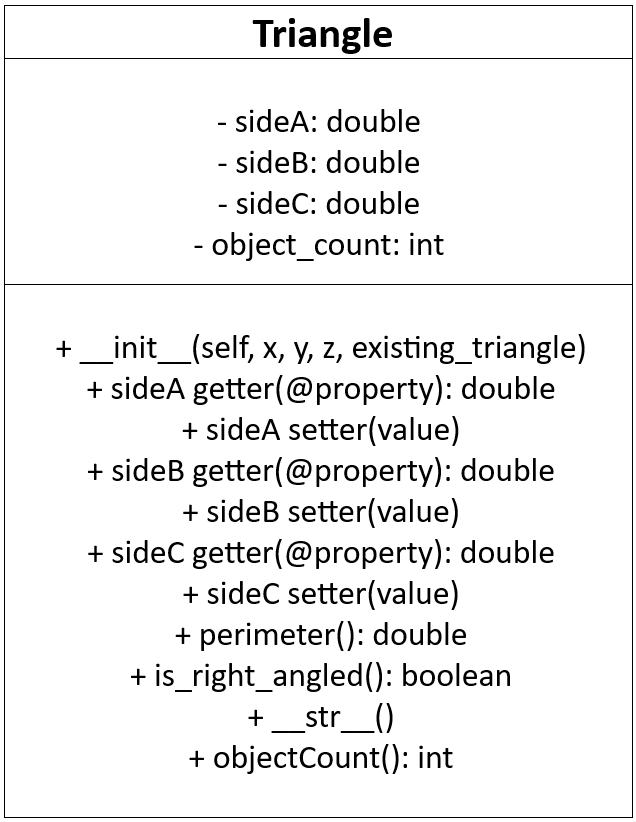 Triangle
- sideA: double
- sideB: double
- sideC: double
- object_count: int
+ __init__(self, x, y, z, existing_triangle)
+ sideA getter(@property): double
+ sideA setter(value)
+ sideB getter(@property): double
+ sideB setter(value)
+ sideC getter(@property): double
+ sideC setter(value)
+ perimeter(): double
+ is_right_angled(): boolean
+ __str__()
+ objectCount(): int